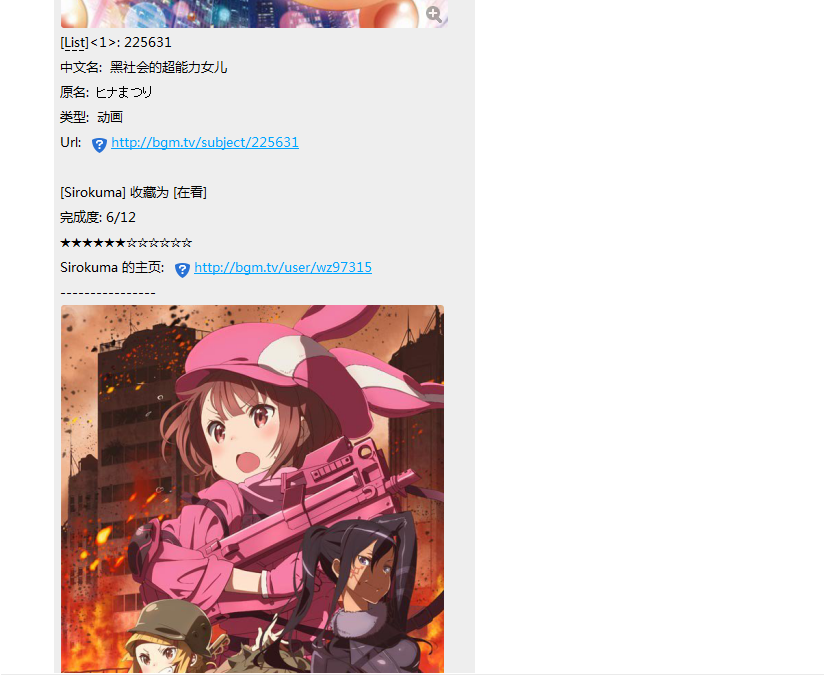 [List]<1>: 225631
中文名: 黑社会的超能力女儿
原名: ヒナまつり
类型: 动画
Url: http://bgm.tv/subject/225631
[Sirokuma] 收藏为 [在看]
完成度: 6/12
★★★★★★☆☆☆☆☆☆
Sirokuma 的主页: http://bgm.tv/user/wz97315
----------------